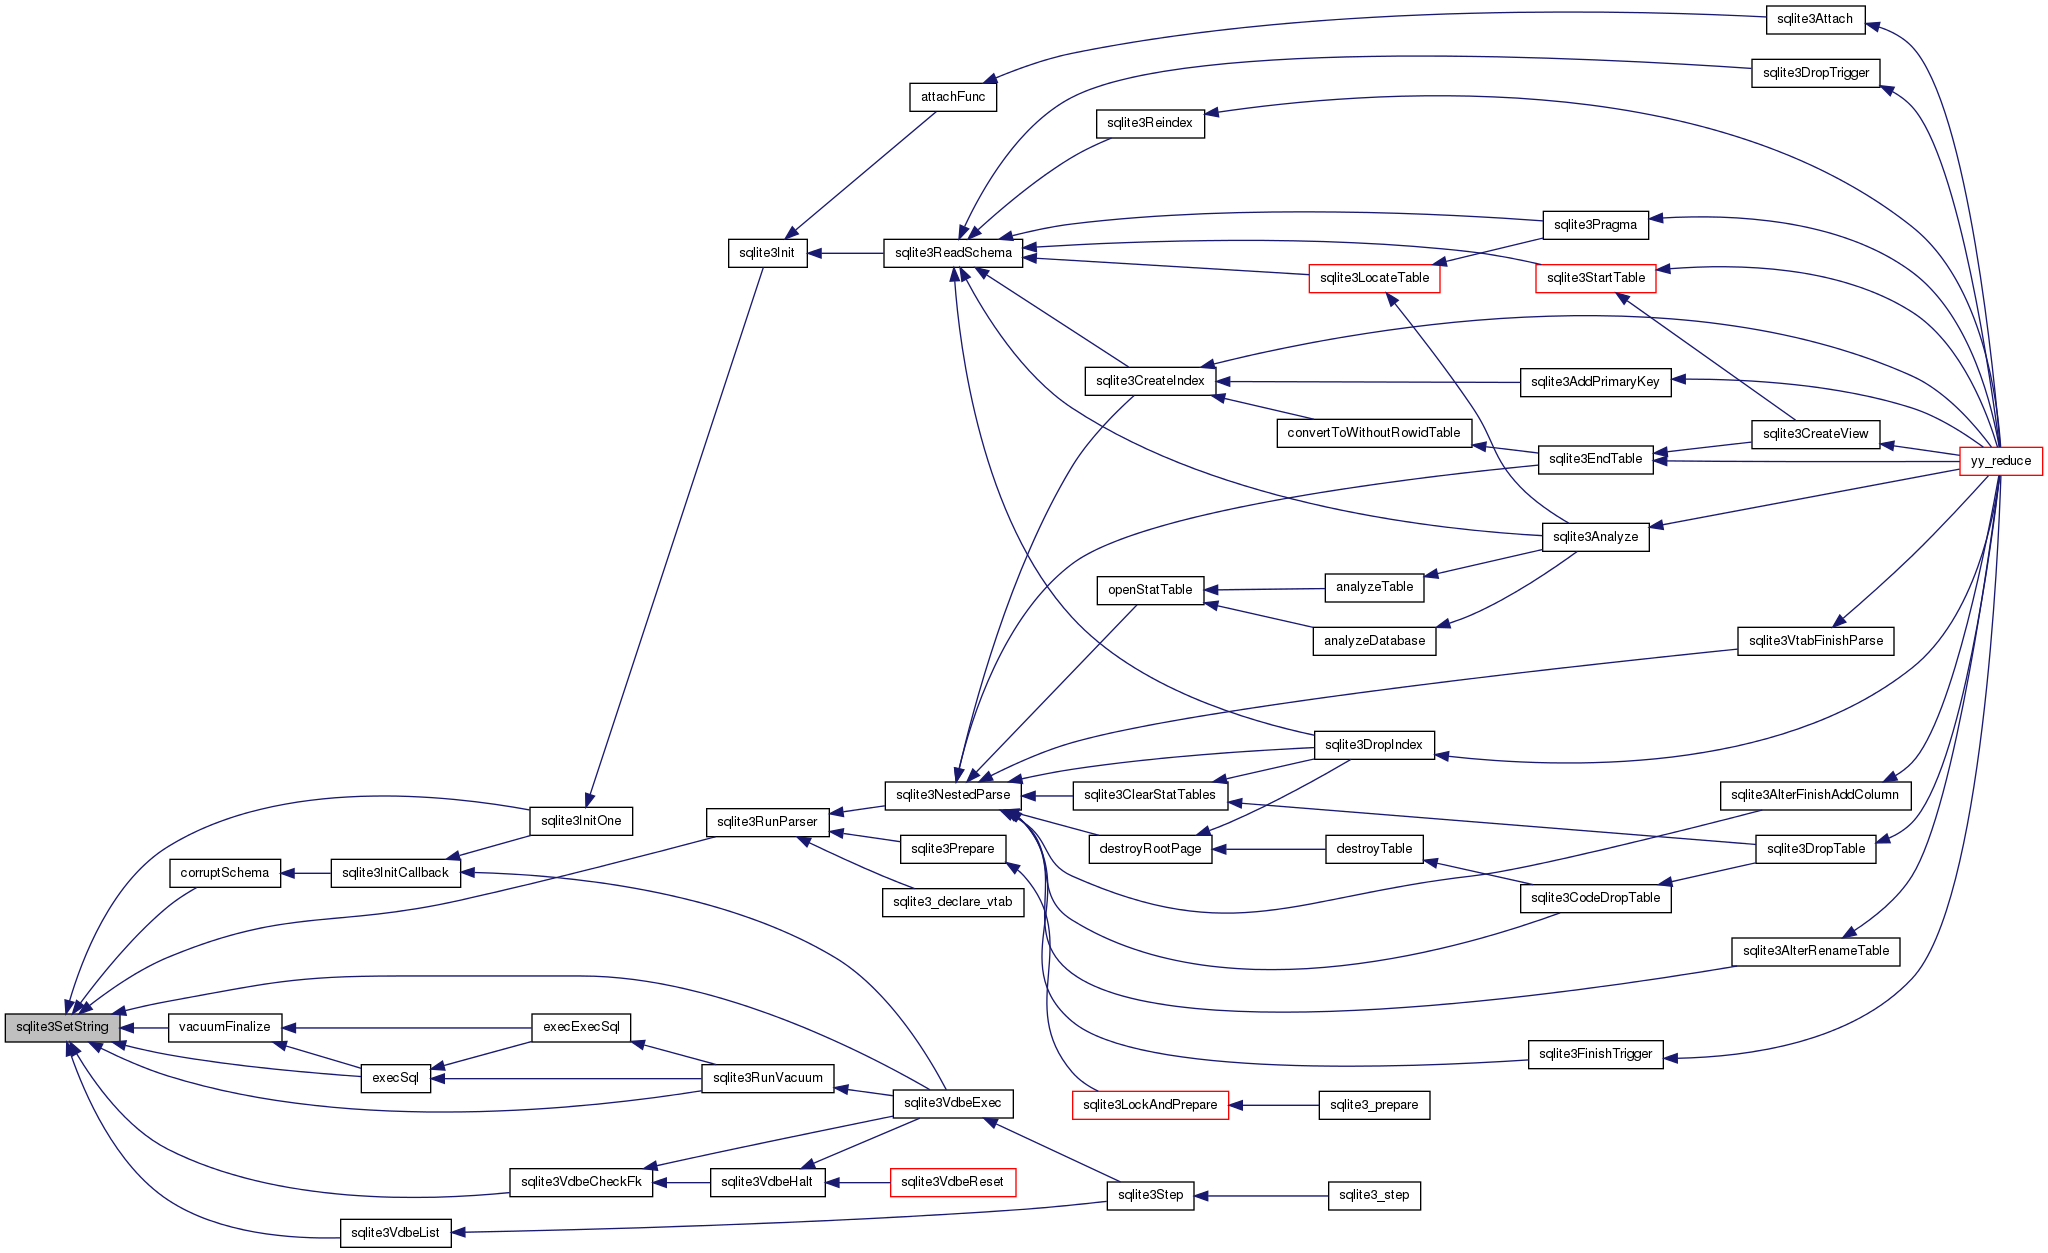 sqlite3Attach
sqlite3DropTrigger
attachFunc
sqlite3Reindex
sqlite3Pragma
sqlite3Init
sqlite3ReadSchema
sqlite3LocateTable
sqlite3StartTable
sqlite3CreateIndex
sqlite3AddPrimaryKey
convertToWithoutRowidTable
sqlite3CreateView
sqlite3EndTable
yy_reduce
sqlite3Analyze
openStatTable
analyzeTable
analyzeDatabase
sqlite3VtabFinishParse
sqlite3DropIndex
sqlite3NestedParse
sqlite3ClearStatTables
sqlite3AlterFinishAddColumn
sqlite3InitOne
sqlite3RunParser
sqlite3Prepare
destroyRootPage
destroyTable
sqlite3DropTable
corruptSchema
sqlite3InitCallback
sqlite3_declare_vtab
sqlite3CodeDropTable
sqlite3AlterRenameTable
sqlite3SetString
vacuumFinalize
execExecSql
sqlite3FinishTrigger
execSql
sqlite3RunVacuum
sqlite3VdbeExec
sqlite3LockAndPrepare
sqlite3_prepare
sqlite3VdbeCheckFk
sqlite3VdbeHalt
sqlite3VdbeReset
sqlite3Step
sqlite3_step
sqlite3VdbeList